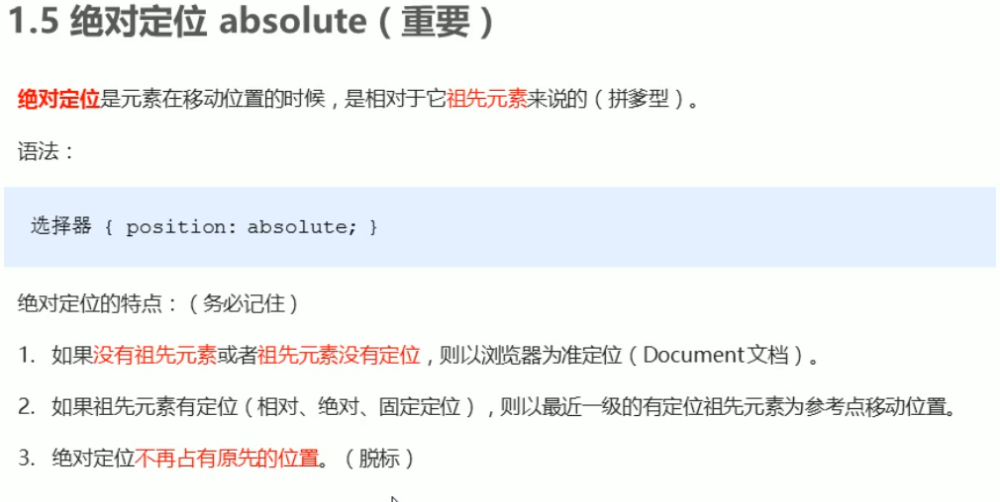 1.5 绝对定位 absolute（重要）
绝对定位是元素在移动位置的时候，是相对于它祖先元素来说的（拼爹型）。
语法：
选择器 { position: absolute; }
绝对定位的特点：（务必记住）
1. 如果没有祖先元素或者祖先元素没有定位，则以浏览器为准定位（Document文档）。
2. 如果祖先元素有定位（相对、绝对、固定定位），则以最近一级的有定位祖先元素为参考点移动位置。
3. 绝对定位不再占有原先的位置。（脱标）